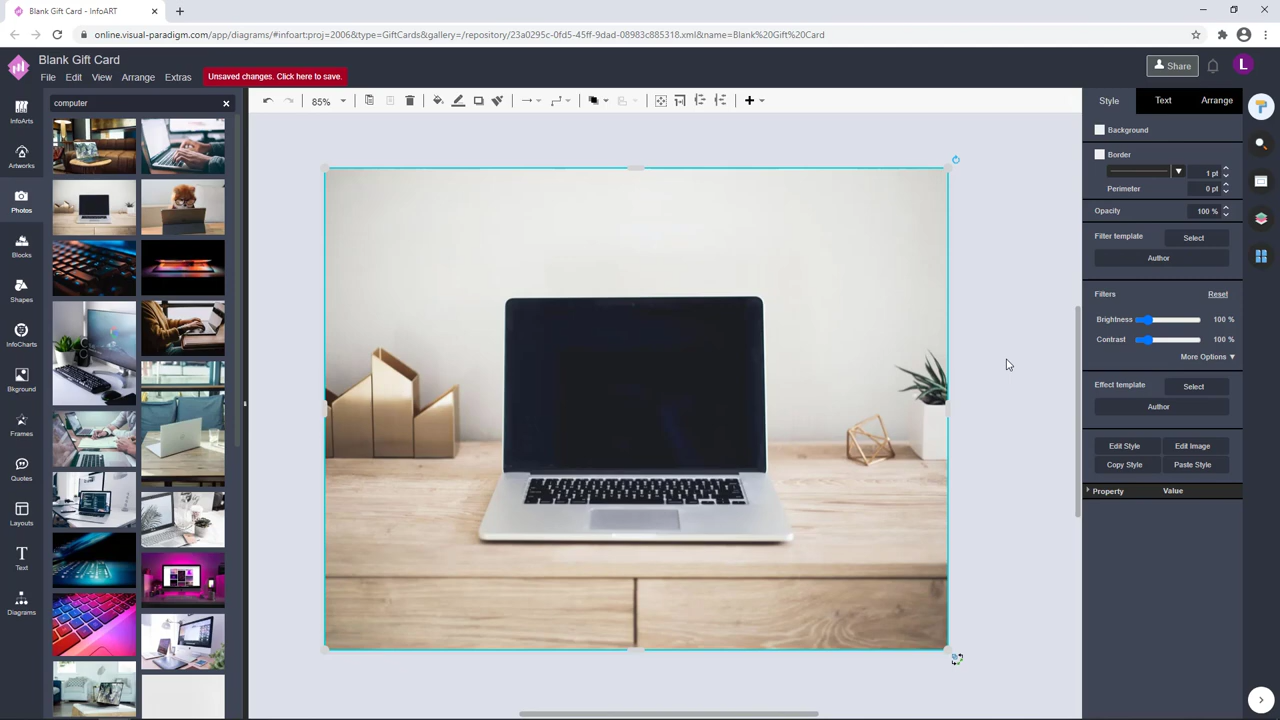 Blank Gift Card - InfoART
online.visual-paradigm.com/app/diagrams/#infoart:proj=2006&type=GiftCards&gallery=/repository/23a0295c-0fd5-45ff-9dad-08983c885318.xml&name=Blank%20Gift%20Card
Blank Gift Card
File Edit View Arrange Extras
Unsaved changes. Click here to save.
Share
L
computer
85%
Style Text Arrange
InfoArts
Artworks
Photos
Blocks
Shapes
InfoCharts
Bkground
Frames
Quotes
Layouts
Text
Diagrams
Background
Border
1 pt
Perimeter 0 pt
Opacity 100 %
Filter template Select
Author
Filters Reset
Brightness 100 %
Contrast 100 %
More Options ▼
Effect template Select
Author
Edit Style Edit Image
Copy Style Paste Style
Property Value